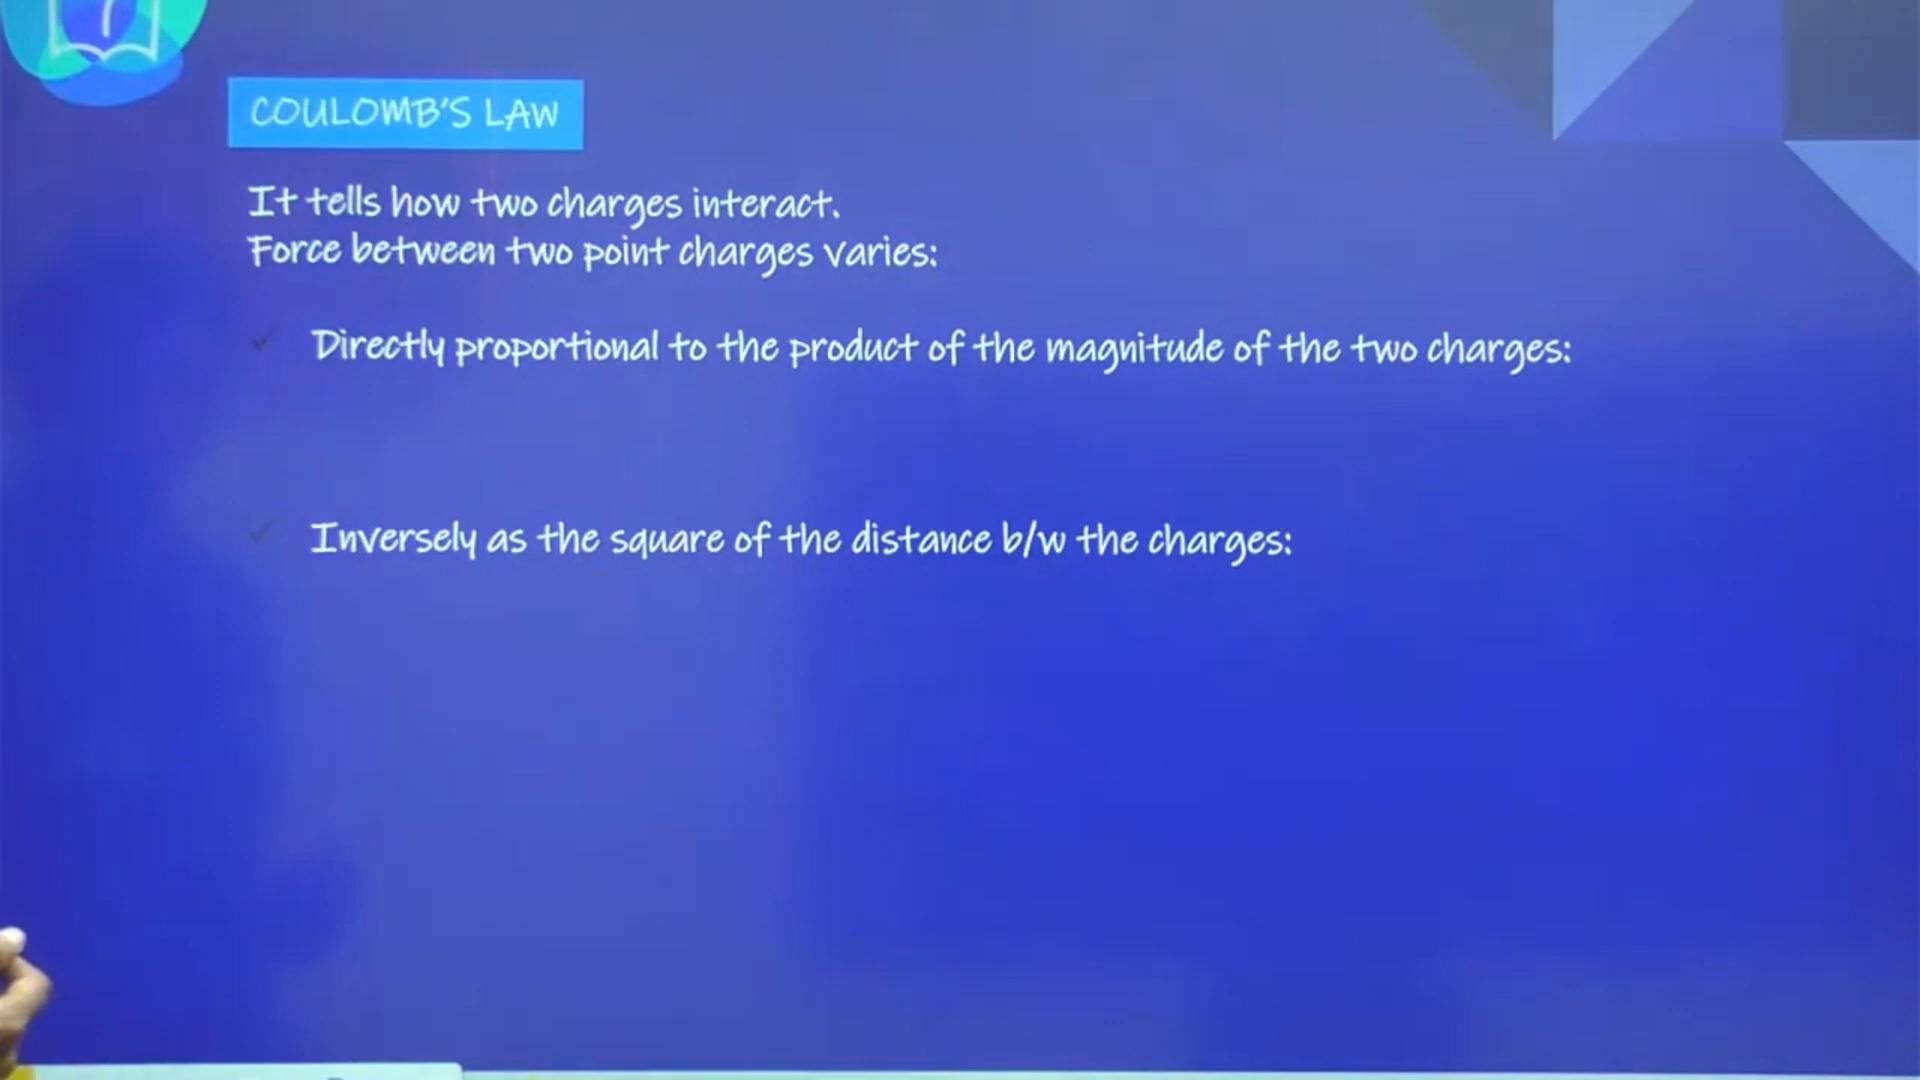 COULOMB'S LAW
It tells how two charges interact.
Force between two point charges varies:
Directly proportional to the product of the magnitude of the two charges:
Inversely as the square of the distance b/w the charges: